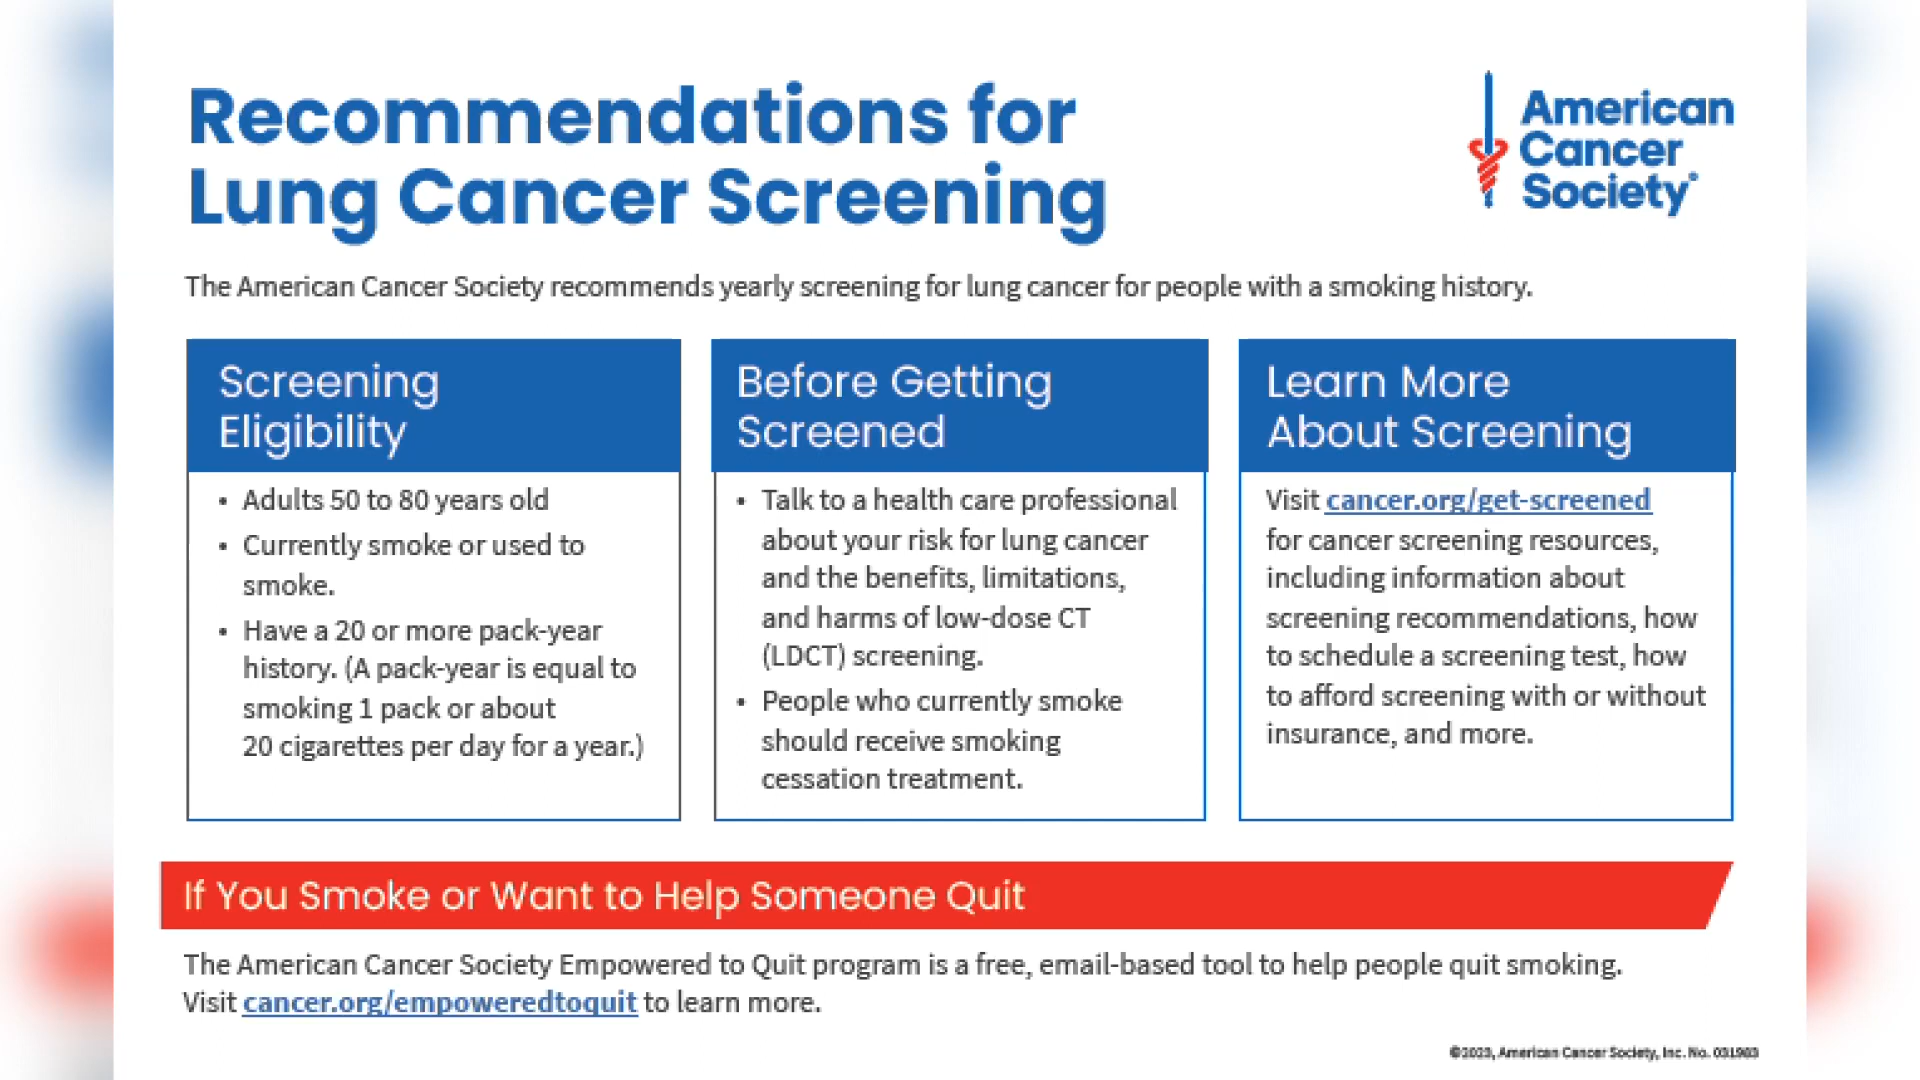 Recommendations for
Lung Cancer Screening
American
Cancer
Society®
The American Cancer Society recommends yearly screening for lung cancer for people with a smoking history.
Screening
Eligibility
• Adults 50 to 80 years old
• Currently smoke or used to
smoke.
• Have a 20 or more pack-year
history. (A pack-year is equal to
smoking 1 pack or about
20 cigarettes per day for a year.)
Before Getting
Screened
• Talk to a health care professional
about your risk for lung cancer
and the benefits, limitations,
and harms of low-dose CT
(LDCT) screening.
• People who currently smoke
should receive smoking
cessation treatment.
Learn More
About Screening
Visit cancer.org/get-screened
for cancer screening resources,
including information about
screening recommendations, how
to schedule a screening test, how
to afford screening with or without
insurance, and more.
If You Smoke or Want to Help Someone Quit
The American Cancer Society Empowered to Quit program is a free, email-based tool to help people quit smoking.
Visit cancer.org/empoweredtoquit to learn more.
©2023, American Cancer Society, Inc. No.